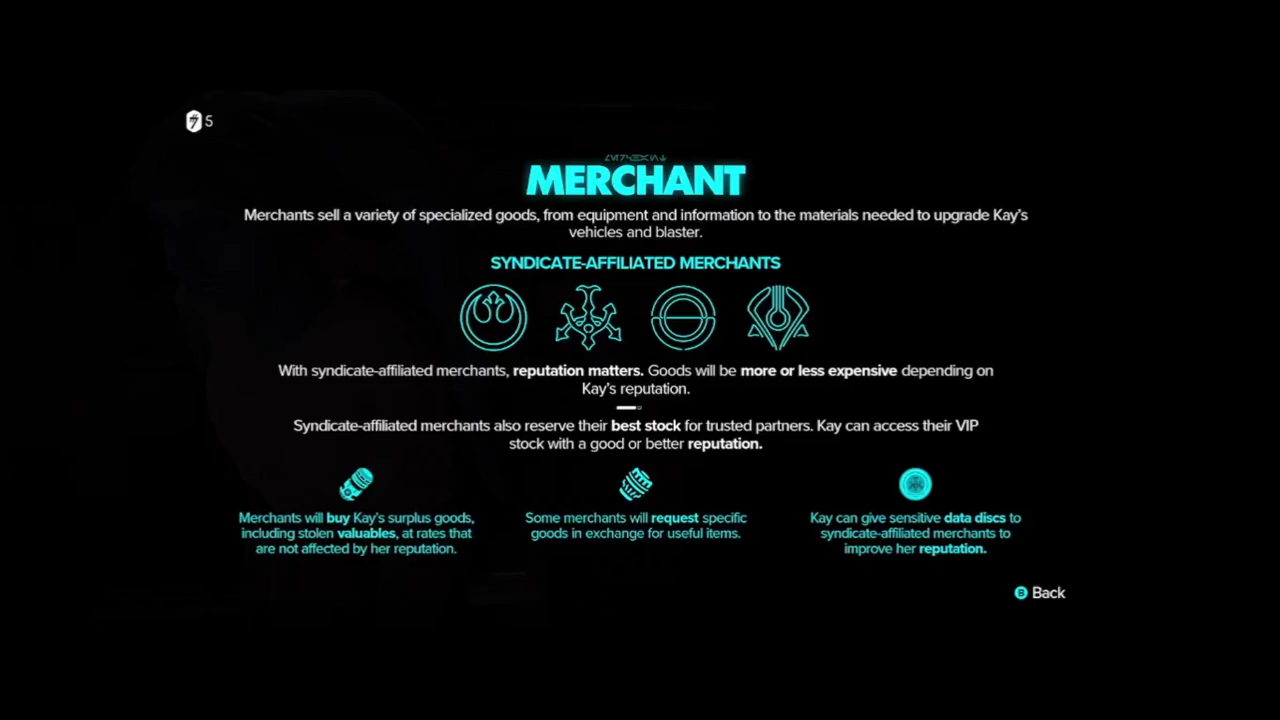 5
MERCHANT
Merchants sell a variety of specialized goods, from equipment and information to the materials needed to upgrade Kay's
vehicles and blaster.
SYNDICATE-AFFILIATED MERCHANTS
With syndicate-affiliated merchants, reputation matters. Goods will be more or less expensive depending on
Kay's reputation.
Syndicate-affiliated merchants also reserve their best stock for trusted partners. Kay can access their VIP
stock with a good or better reputation.
Merchants will buy Kay's surplus goods,
including stolen valuables, at rates that
are not affected by her reputation.
Some merchants will request specific
goods in exchange for useful items.
Kay can give sensitive data discs to
syndicate-affiliated merchants to
improve her reputation.
B Back